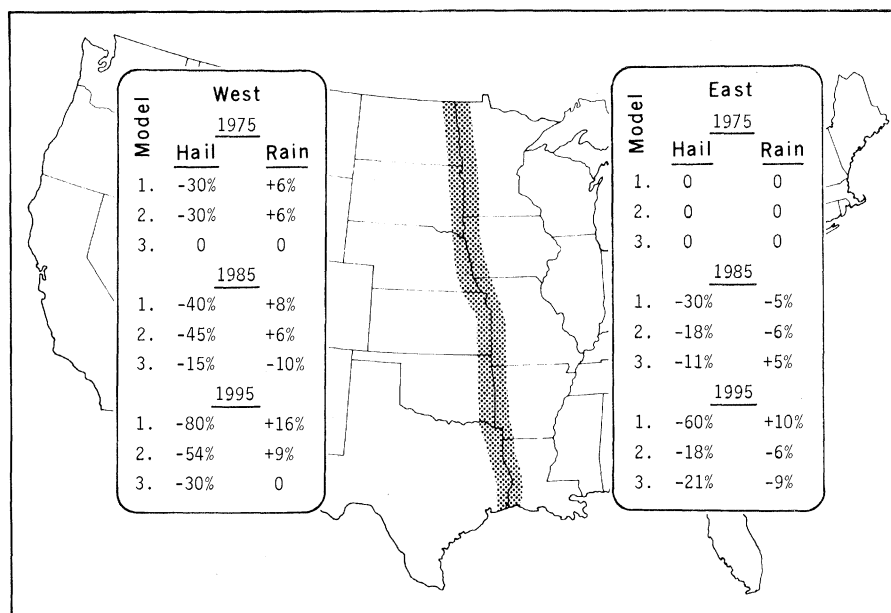 Model
West
1975
Hail Rain
1. -30% +6%
2. -30% +6%
3. 0 0
1985
1. -40% +8%
2. -45% +6%
3. -15% -10%
1995
1. -80% +16%
2. -54% +9%
3. -30% 0
Model
East
1975
Hail Rain
1. 0 0
2. 0 0
3. 0 0
1985
1. -30% -5%
2. -18% -6%
3. -11% +5%
1995
1. -60% +10%
2. -18% -6%
3. -21% -9%